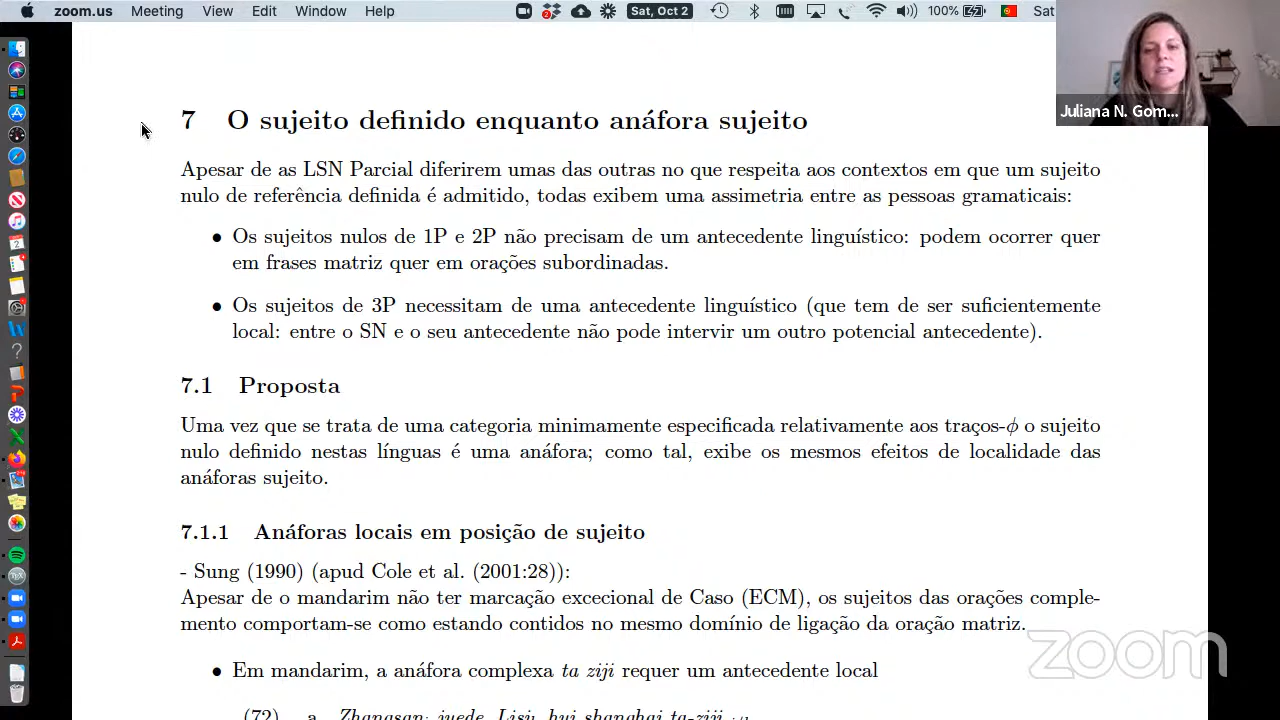 zoom.us Meeting View Edit Window Help Sat, Oct 2 100% Sat
Juliana N. Gom...
7 O sujeito definido enquanto anáfora sujeito
Apesar de as LSN Parcial diferirem umas das outras no que respeita aos contextos em que um sujeito
nulo de referência definida é admitido, todas exibem uma assimetria entre as pessoas gramaticais:
• Os sujeitos nulos de 1P e 2P não precisam de um antecedente linguístico: podem ocorrer quer
em frases matriz quer em orações subordinadas.
• Os sujeitos de 3P necessitam de uma antecedente linguístico (que tem de ser suficientemente
local: entre o SN e o seu antecedente não pode intervir um outro potencial antecedente).
7.1 Proposta
Uma vez que se trata de uma categoria minimamente especificada relativamente aos traços-ϕ o sujeito
nulo definido nestas línguas é uma anáfora; como tal, exibe os mesmos efeitos de localidade das
anáforas sujeito.
7.1.1 Anáforas locais em posição de sujeito
- Sung (1990) (apud Cole et al. (2001:28)):
Apesar de o mandarim não ter marcação excecional de Caso (ECM), os sujeitos das orações comple-
mento comportam-se como estando contidos no mesmo domínio de ligação da oração matriz.
zoom
• Em mandarim, a anáfora complexa ta ziji requer um antecedente local
(72) a. Zhangsan juede Lisi hui shanghai ta-ziji